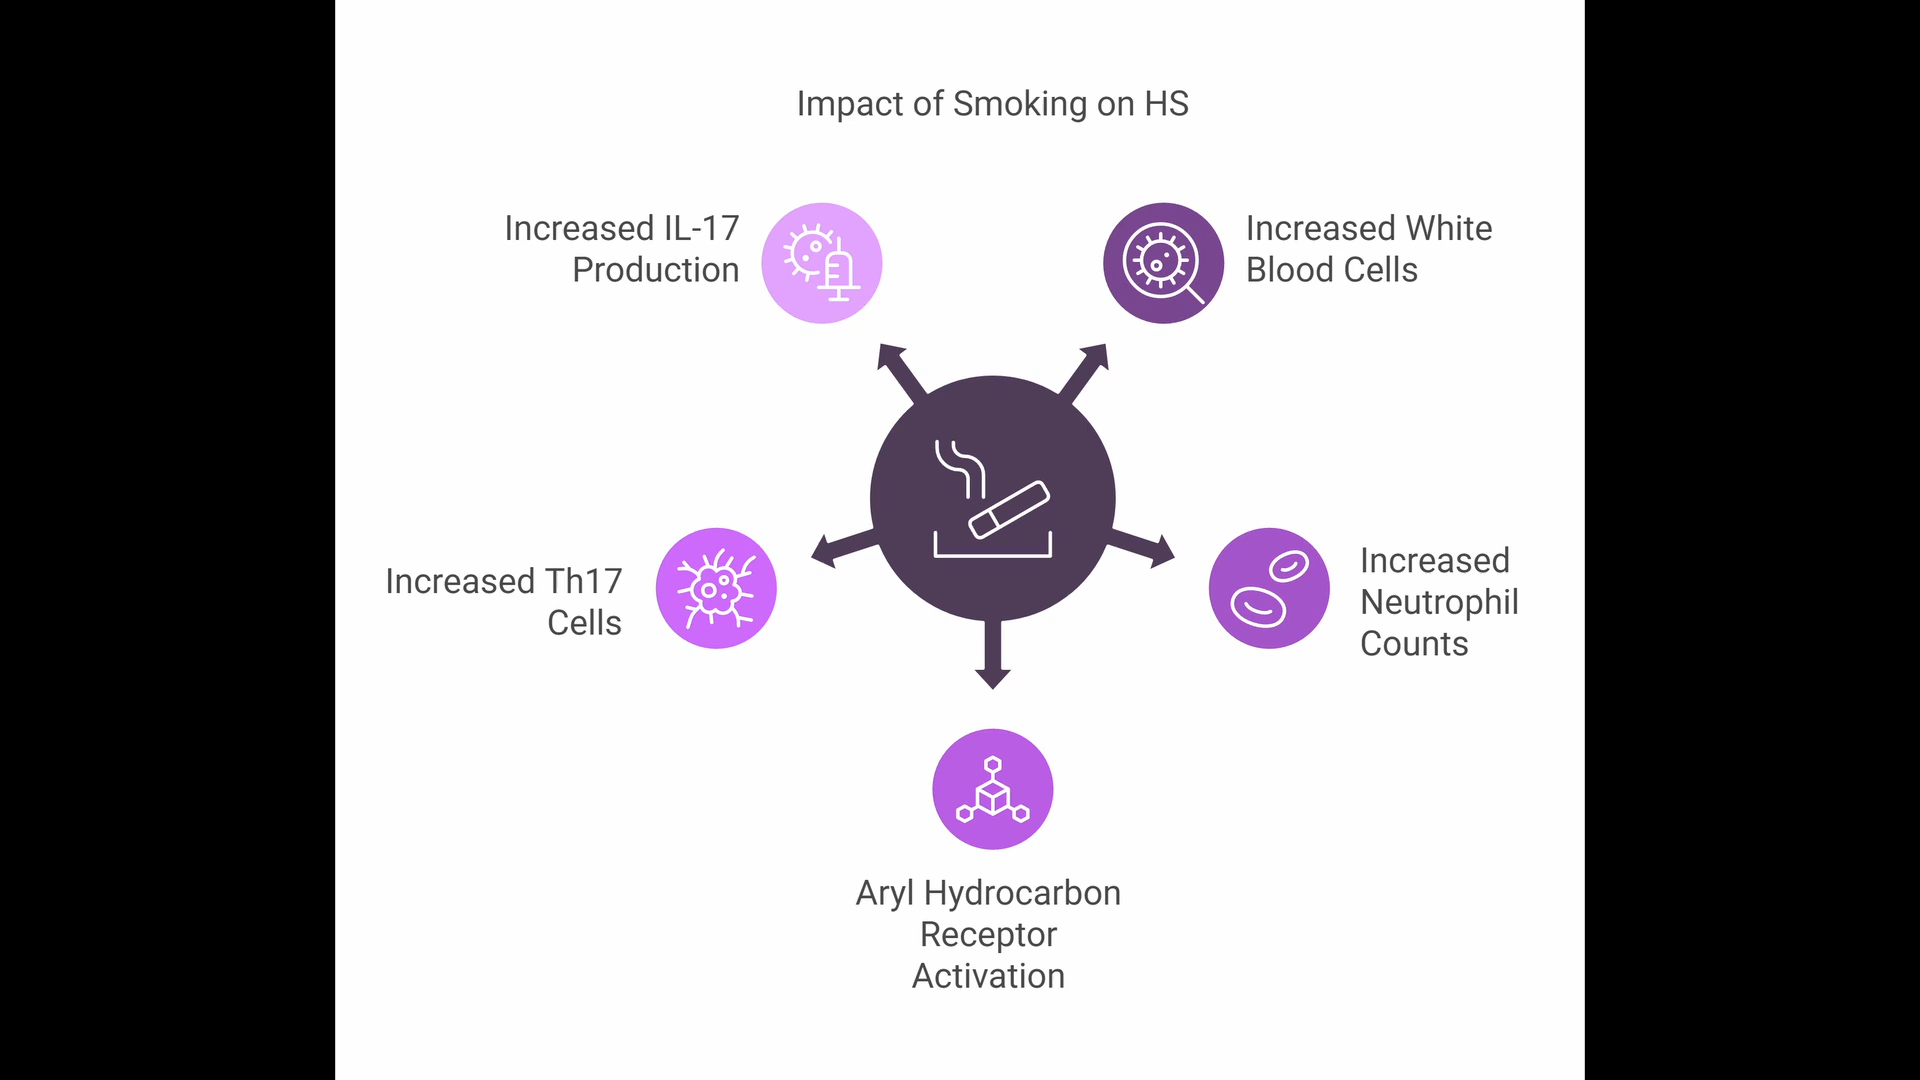 Impact of Smoking on HS
Increased IL-17
Production
Increased White
Blood Cells
Increased Th17
Cells
Increased
Neutrophil
Counts
Aryl Hydrocarbon
Receptor
Activation